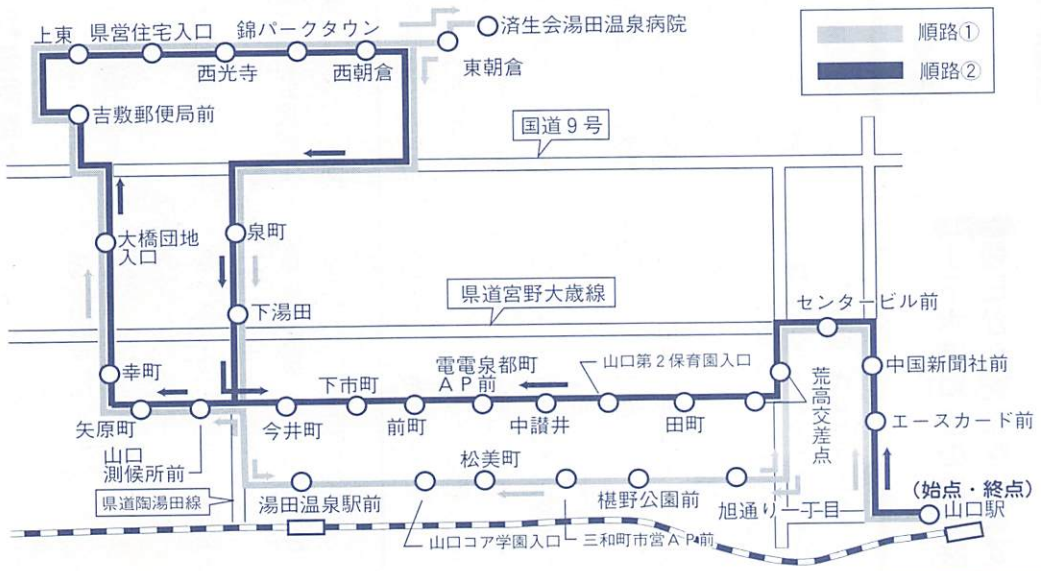 済生会湯田温泉病院
東朝倉
順路①
順路②
上東
県営住宅入口
錦パークタウン
西光寺
西朝倉
吉敷郵便局前
国道9号
大橋団地
入口
泉町
県道宮野大歳線
センタービル前
下湯田
幸町
下市町
電電泉都町
AP前
山口第2保育園入口
荒高交差点
中国新聞社前
矢原町
山口
測候所前
今井町
前町
中讃井
田町
エースカード前
県道陶湯田線
湯田温泉駅前
松美町
椹野公園前
旭通り一丁目
(始点・終点)
山口駅
山口コア学園入口
三和町市営AP前